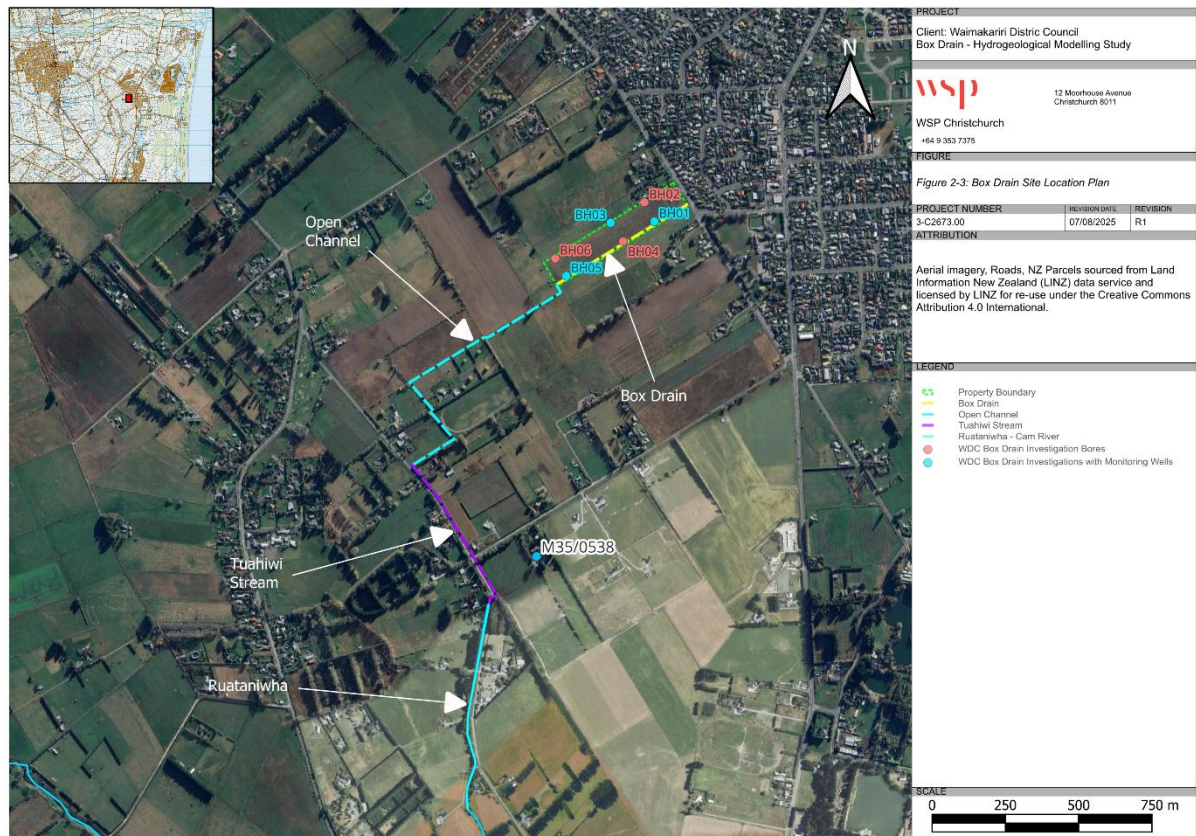 N
BH02
BH03
BH01
BH04
BH06
BH05
Open
Channel
Box Drain
M35/0538
Tuahiwi
Stream
Ruataniwha
PROJECT
Client: Waimakariri Distric Council
Box Drain - Hydrogeological Modelling Study
wsp
12 Moorhouse Avenue
Christchurch 8011
WSP Christchurch
+64 9 353 7375
FIGURE
Figure 2-3: Box Drain Site Location Plan
PROJECT NUMBER REVISION DATE REVISION
3-C2673.00 07/08/2025 R1
ATTRIBUTION
Aerial imagery, Roads, NZ Parcels sourced from Land
Information New Zealand (LINZ) data service and
licensed by LINZ for re-use under the Creative Commons
Attribution 4.0 International.
LEGEND
Property Boundary
Box Drain
Open Channel
Tuahiwi Stream
Ruataniwha - Cam River
WDC Box Drain Investigation Bores
WDC Box Drain Investigations with Monitoring Wells
SCALE
0 250 500 750 m